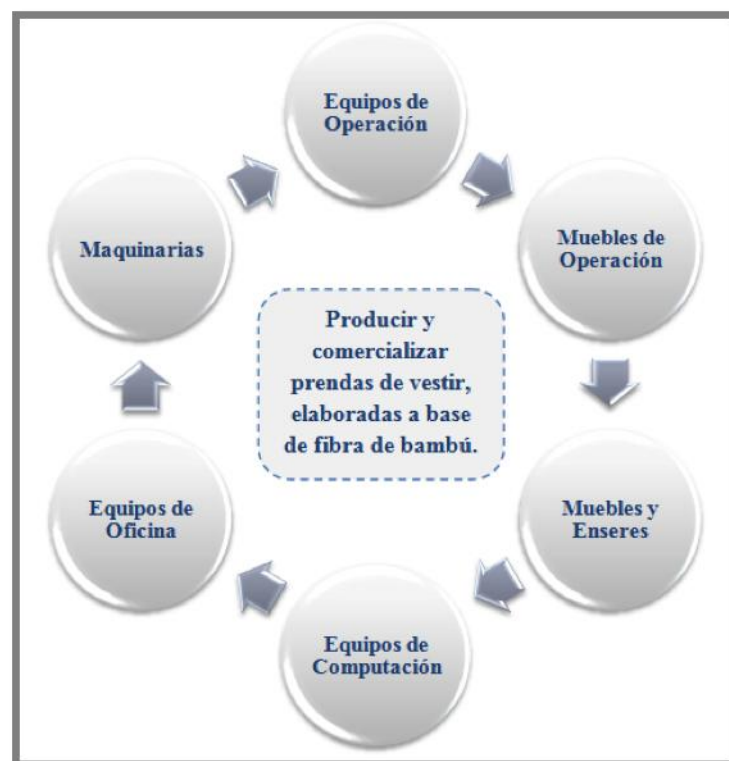 Equipos de
Operación
Muebles de
Operación
Muebles y
Enseres
Equipos de
Computación
Equipos de
Oficina
Maquinarias
Producir y
comercializar
prendas de vestir,
elaboradas a base
de fibra de bambú.